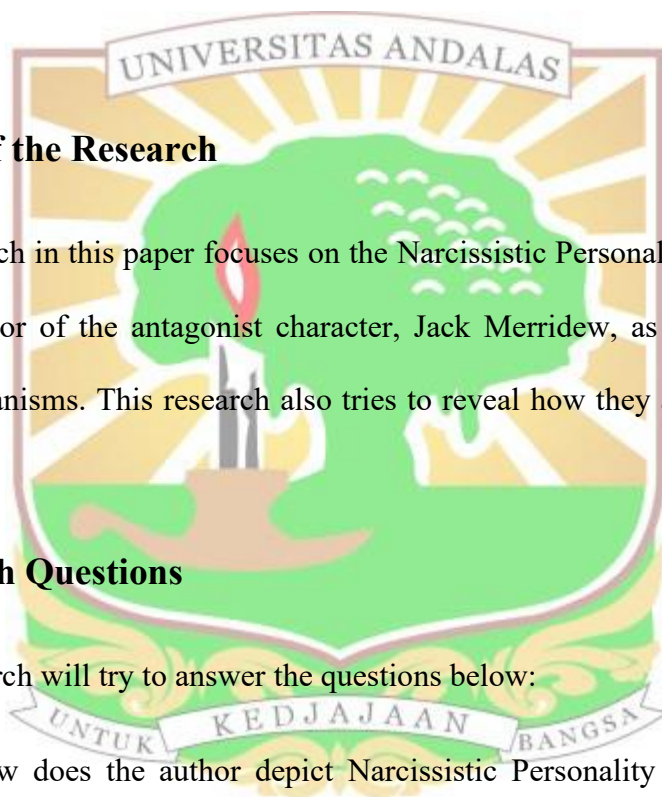 UNIVERSITAS ANDALAS
f the Research
ch in this paper focuses on the Narcissistic Personal
or of the antagonist character, Jack Merridew, as
anisms. This research also tries to reveal how they
h Questions
rch will try to answer the questions below:
UNTUK KEDJAJAAN BANGSA
w does the author depict Narcissistic Personality